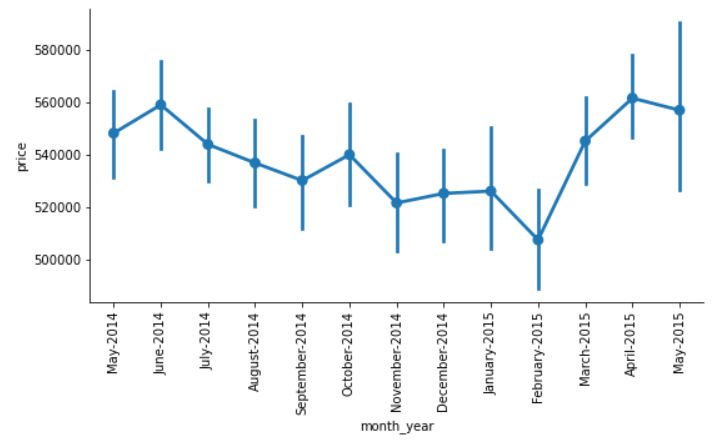 580000
560000
540000
520000
500000
price
May-2014
June-2014
July-2014
August-2014
September-2014
October-2014
November-2014
December-2014
January-2015
February-2015
March-2015
April-2015
May-2015
month_year